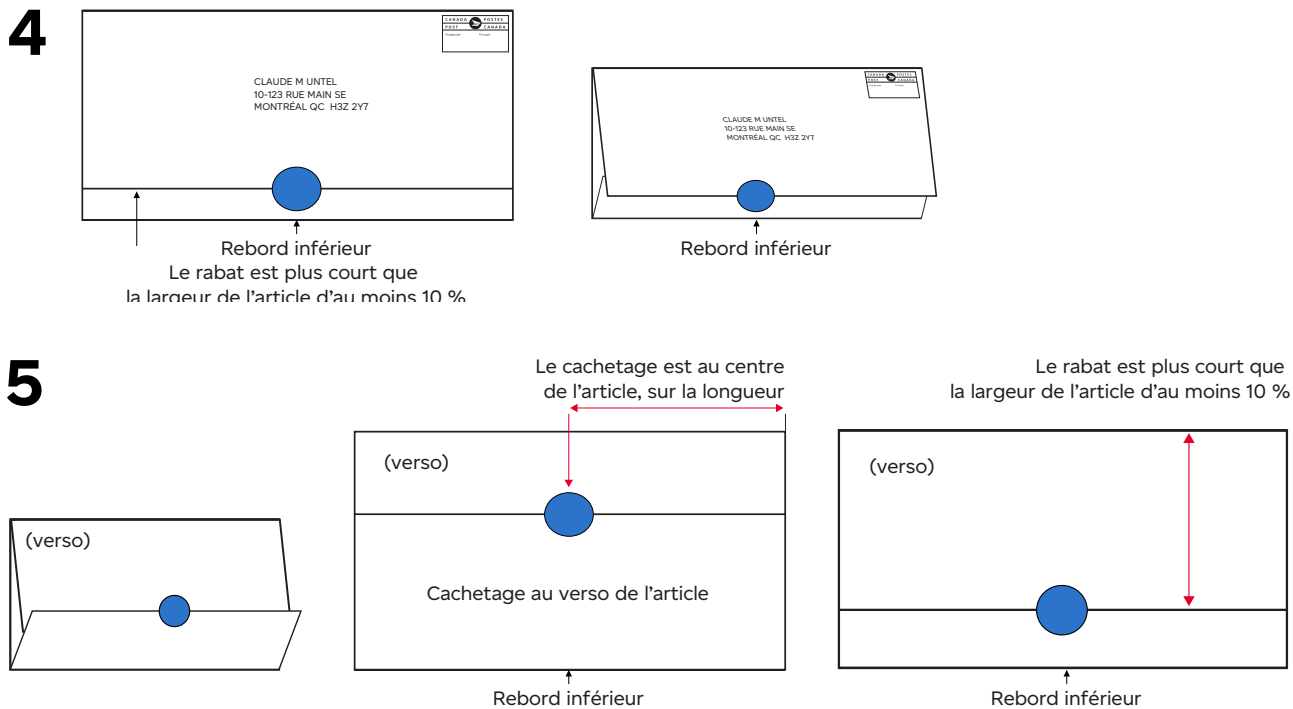 4
CANADA POSTES
POST CANADA
CLAUDE M UNTEL
10-123 RUE MAIN SE
MONTRÉAL QC H3Z 2Y7
Rebord inférieur
Le rabat est plus court que
la largeur de l’article d’au moins 10 %
CANADA POSTES
POST CANADA
CLAUDE M UNTEL
10-123 RUE MAIN SE
MONTRÉAL QC H3Z 2Y7
Rebord inférieur
5
(verso)
Le cachetage est au centre
de l’article, sur la longueur
(verso)
Cachetage au verso de l’article
Rebord inférieur
Le rabat est plus court que
la largeur de l’article d’au moins 10 %
(verso)
Rebord inférieur